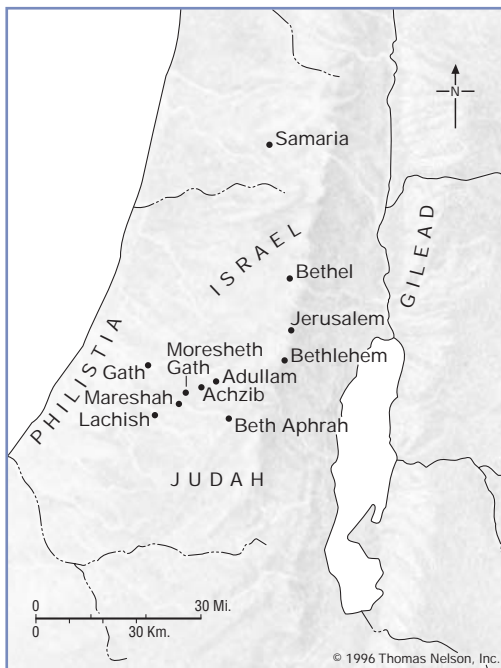 N
Samaria
ISRAEL
GILEAD
Bethel
Jerusalem
PHILISTIA
Moresheth
Gath
Bethlehem
Gath
Adullam
Mareshah
Achzib
Lachish
Beth Aphrah
JUDAH
0 30 Mi.
0 30 Km.
© 1996 Thomas Nelson, Inc.